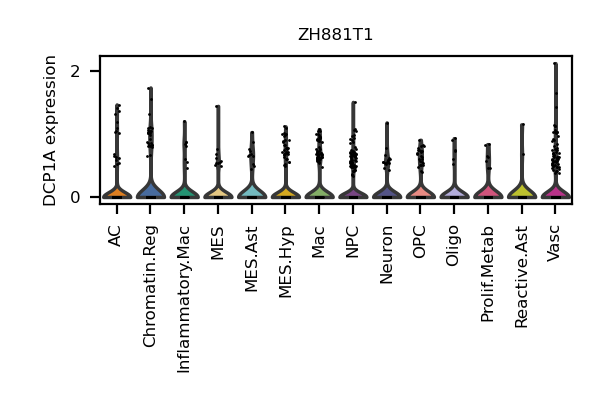 ZH881T1
DCP1A expression
2
0
AC
Chromatin.Reg
Inflammatory.Mac
MES
MES.Ast
MES.Hyp
Mac
NPC
Neuron
OPC
Oligo
Prolif.Metab
Reactive.Ast
Vasc